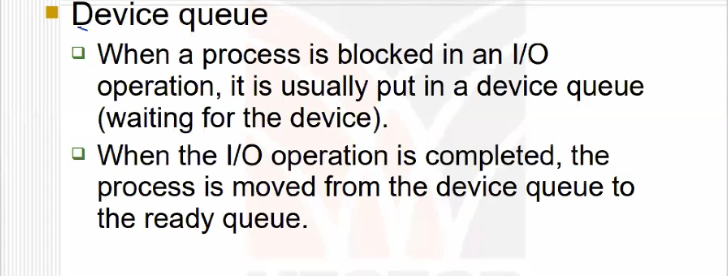 Device queue
When a process is blocked in an I/O
operation, it is usually put in a device queue
(waiting for the device).
When the I/O operation is completed, the
process is moved from the device queue to
the ready queue.